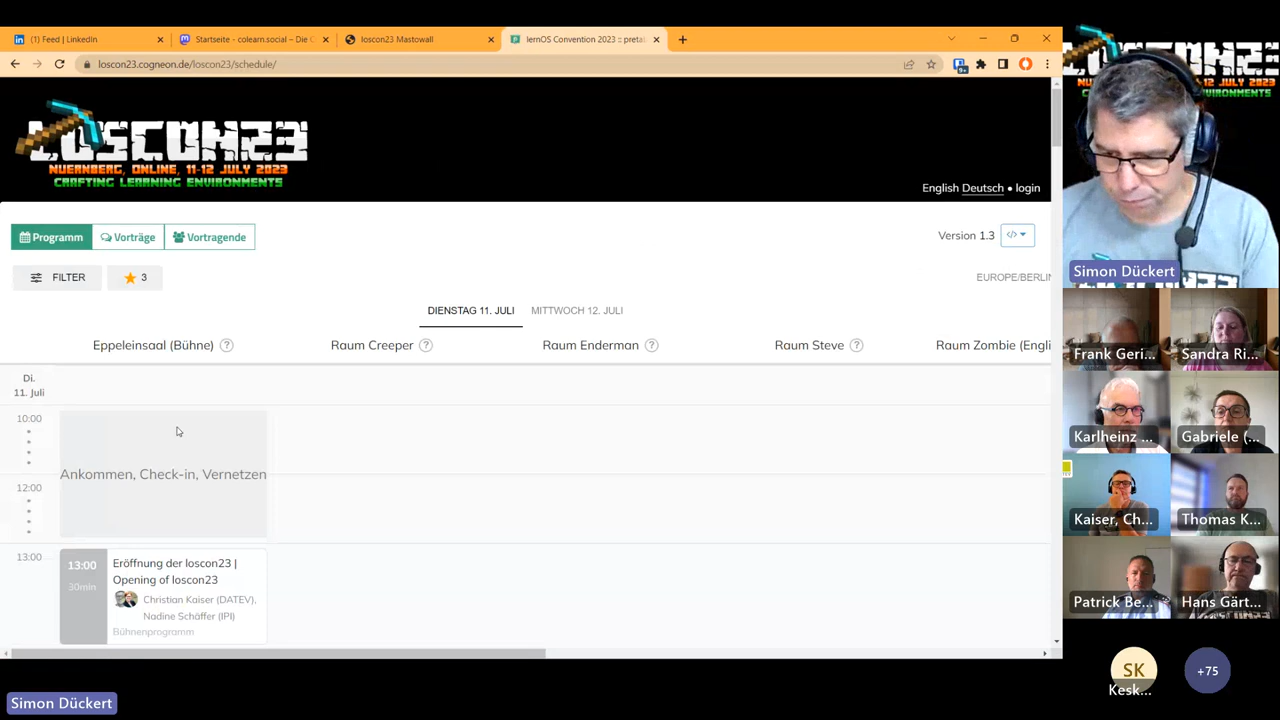 (1) Feed | LinkedIn
Startseite - colearn.social – Die C
loscon23 Mastowall
lernOS Convention 2023 :: preta
loscon23.cogneon.de/loscon23/schedule/
9+
LOSCON23
NUERNBERG, ONLINE, 11-12 JULY 2023
CRAFTING LEARNING ENVIRONMENTS
English Deutsch • login
Programm
Vorträge
Vortragende
Version 1.3
FILTER
3
EUROPE/BERLIN
DIENSTAG 11. JULI
MITTWOCH 12. JULI
Eppeleinsaal (Bühne) ?
Raum Creeper ?
Raum Enderman ?
Raum Steve ?
Raum Zombie (Engli
Di.
11. Juli
10:00
Ankommen, Check-in, Vernetzen
12:00
13:00
13:00
30min
Eröffnung der loscon23 |
Opening of loscon23
Christian Kaiser (DATEV),
Nadine Schäffer (IPI)
Bühnenprogramm
Simon Dückert
Simon Dückert
Frank Geri...
Sandra Ri...
Karlheinz ...
Gabriele (...
Kaiser, Ch...
Thomas K...
Patrick Be...
Hans Gärt...
SK
Kesk...
+75